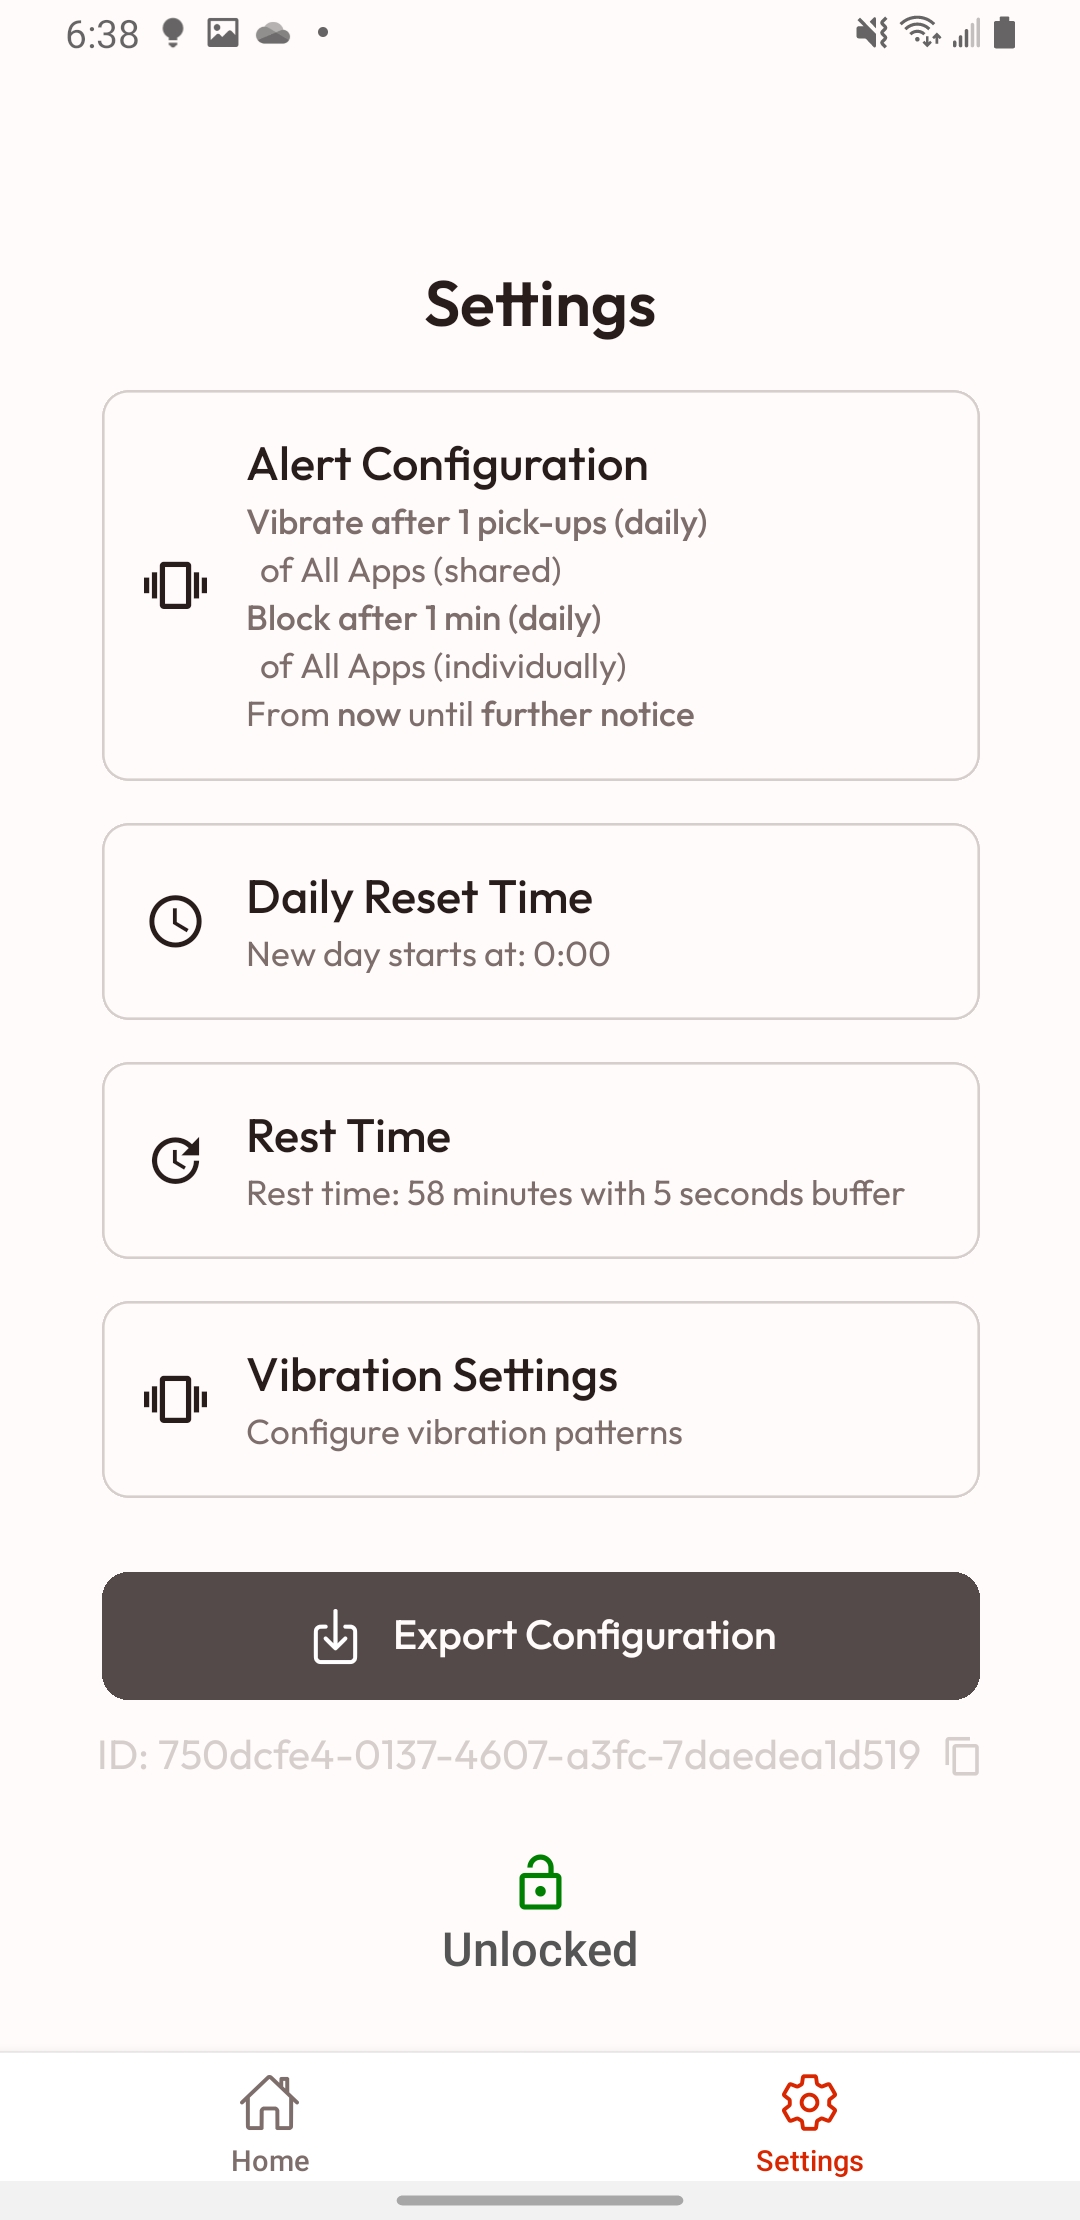 6:38
Settings
Alert Configuration
Vibrate after 1 pick-ups (daily)
of All Apps (shared)
Block after 1 min (daily)
of All Apps (individually)
From now until further notice
Daily Reset Time
New day starts at: 0:00
Rest Time
Rest time: 58 minutes with 5 seconds buffer
Vibration Settings
Configure vibration patterns
Export Configuration
ID: 750dcfe4-0137-4607-a3fc-7daedea1d519
Unlocked
Home
Settings